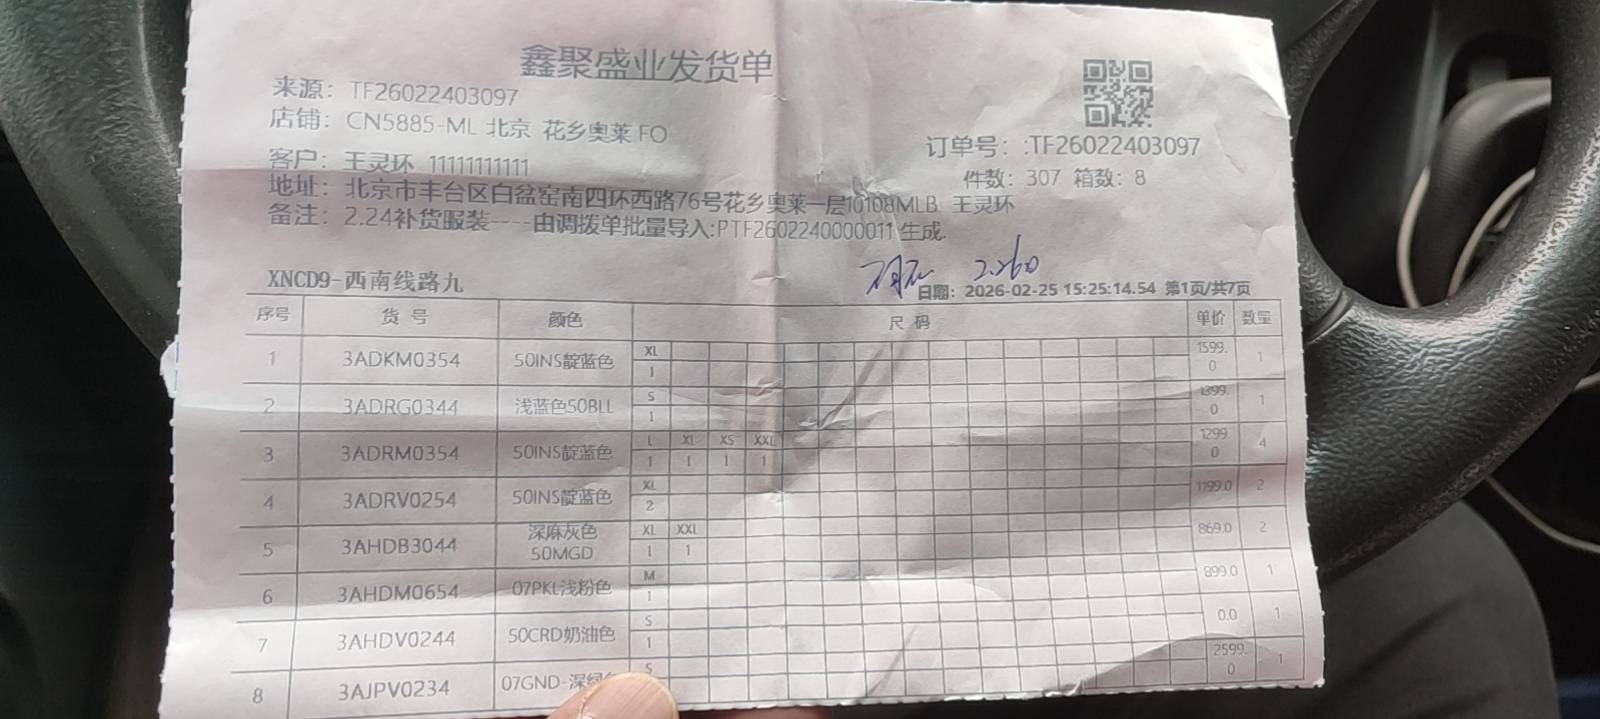 鑫聚盛业发货单
来源: TF26022403097
店铺: CN5885-ML 北京 花乡奥莱 FO
订单号: :TF26022403097
客户: 王灵环 11111111111
件数: 307 箱数: 8
地址: 北京市丰台区白盆窑南四环西路76号花乡奥莱一层10108MLB 王灵环
备注: 2.24补货服装----由调拨单批量导入:PTF2602240000011 生成.
XNCD9-西南线路九
日期: 2026-02-25 15:25:14.54 第1页/共7页
序号 货号 颜色 尺码 单价 数量
1 3ADKM0354 50INS靛蓝色 XL 1 1599.0 1
2 3ADRG0344 浅蓝色50BLL S 1 1399.0 1
3 3ADRM0354 50INS靛蓝色 L XL XS XXL 1 1 1 1 1299.0 4
4 3ADRV0254 50INS靛蓝色 XL 2 1199.0 2
5 3AHDB3044 深麻灰色50MGD XL XXL 1 1 869.0 2
6 3AHDM0654 07PKL浅粉色 M 1 899.0 1
7 3AHDV0244 50CRD奶油色 S 1 0.0 1
8 3AJPV0234 07GND-深绿 S 2599.0 1